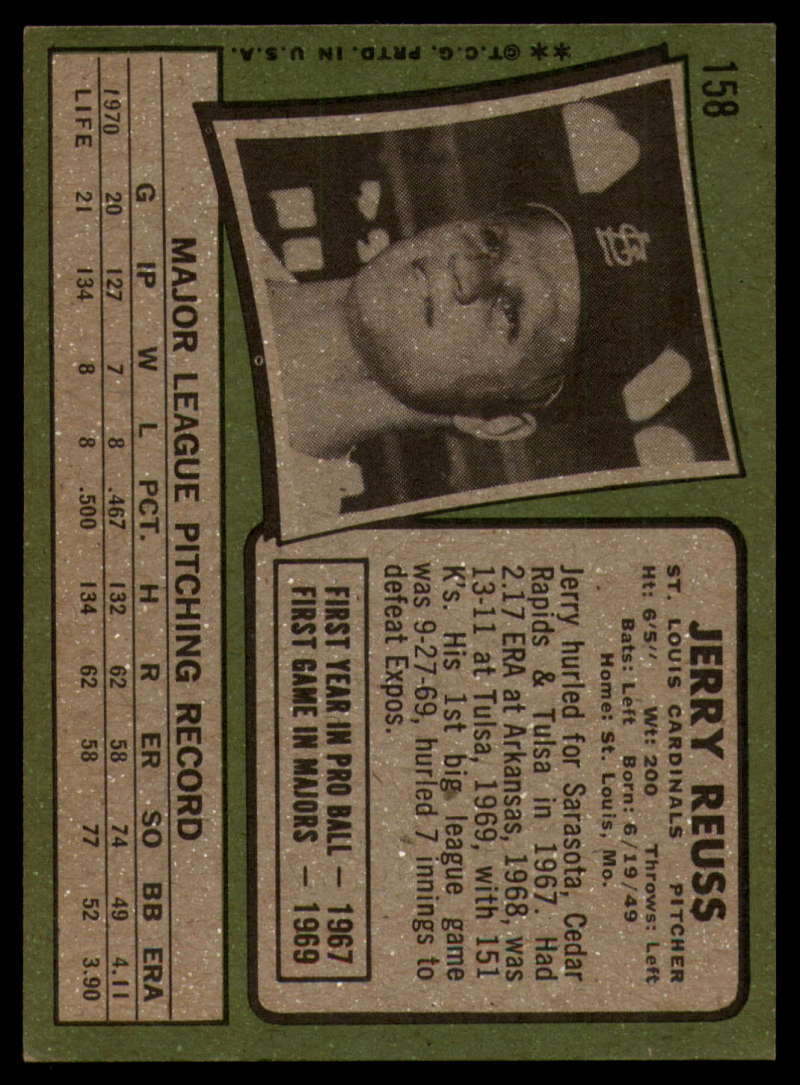 158
JERRY REUSS
ST. LOUIS CARDINALS PITCHER
Ht: 6'5" Wt: 200 Throws: Left
Bats: Left Born: 6/19/49
Home: St. Louis, Mo.
Jerry hurled for Sarasota, Cedar
Rapids & Tulsa in 1967. Had
2.17 ERA at Arkansas, 1968, was
13-11 at Tulsa, 1969, with 151
K's. His 1st big league game
was 9-27-69, hurled 7 innings to
defeat Expos.
FIRST YEAR IN PRO BALL — 1967
FIRST GAME IN MAJORS — 1969
MAJOR LEAGUE PITCHING RECORD
G IP W L PCT. H R ER SO BB ERA
1970 20 127 7 8 .467 132 62 58 74 49 4.11
LIFE 21 134 8 8 .500 134 62 58 77 52 3.90
**©T.C.G. PRTD. IN U.S.A.
StL